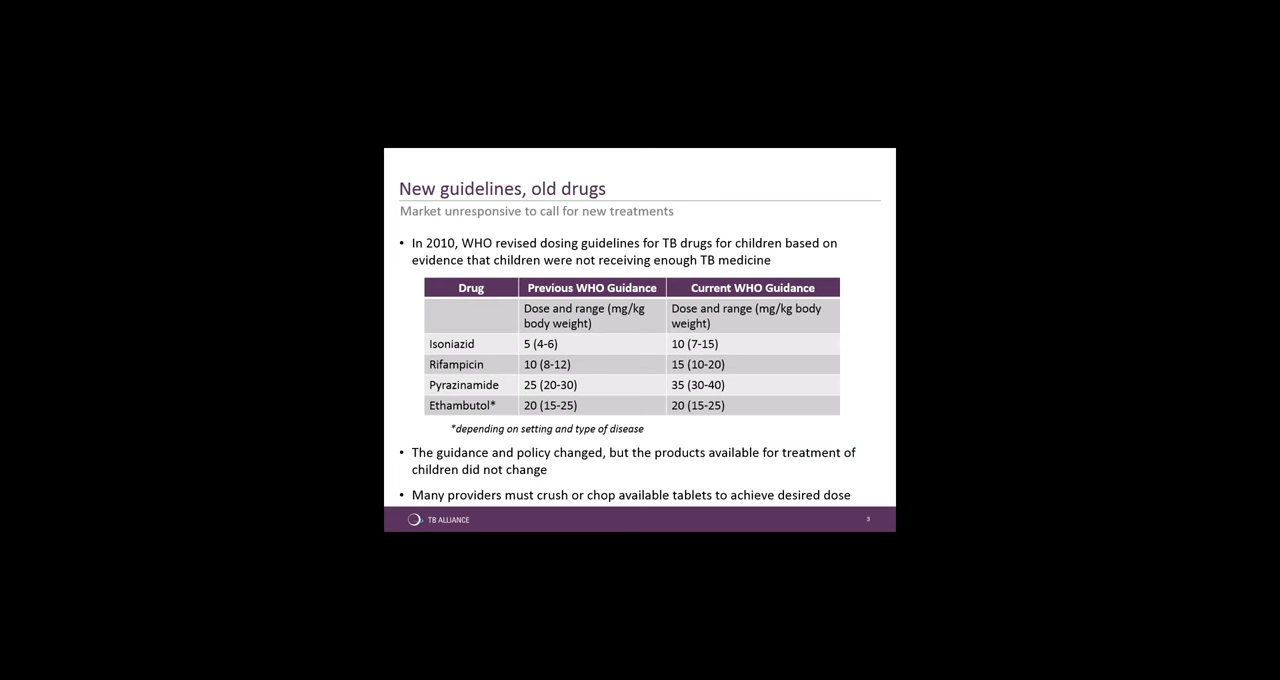 New guidelines, old drugs
Market unresponsive to call for new treatments
• In 2010, WHO revised dosing guidelines for TB drugs for children based on
evidence that children were not receiving enough TB medicine
Drug Previous WHO Guidance Current WHO Guidance
Dose and range (mg/kg Dose and range (mg/kg body
body weight) weight)
Isoniazid 5 (4-6) 10 (7-15)
Rifampicin 10 (8-12) 15 (10-20)
Pyrazinamide 25 (20-30) 35 (30-40)
Ethambutol* 20 (15-25) 20 (15-25)
*depending on setting and type of disease
• The guidance and policy changed, but the products available for treatment of
children did not change
• Many providers must crush or chop available tablets to achieve desired dose
TB ALLIANCE 3